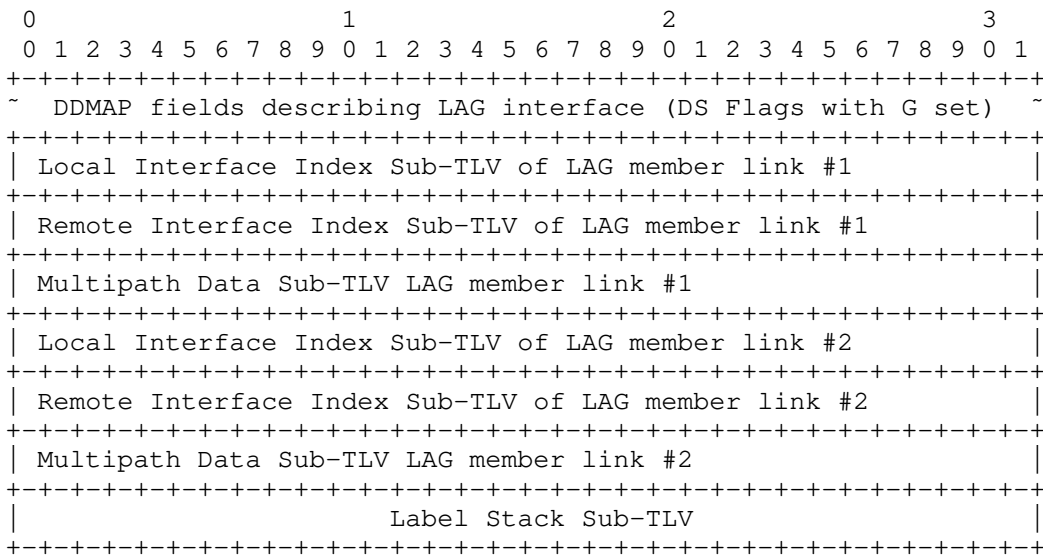 0                   1                   2                   3
 0 1 2 3 4 5 6 7 8 9 0 1 2 3 4 5 6 7 8 9 0 1 2 3 4 5 6 7 8 9 0 1
+-+-+-+-+-+-+-+-+-+-+-+-+-+-+-+-+-+-+-+-+-+-+-+-+-+-+-+-+-+-+-+-+
~  DDMAP fields describing LAG interface (DS Flags with G set)  ~
+-+-+-+-+-+-+-+-+-+-+-+-+-+-+-+-+-+-+-+-+-+-+-+-+-+-+-+-+-+-+-+-+
| Local Interface Index Sub-TLV of LAG member link #1           |
+-+-+-+-+-+-+-+-+-+-+-+-+-+-+-+-+-+-+-+-+-+-+-+-+-+-+-+-+-+-+-+-+
| Remote Interface Index Sub-TLV of LAG member link #1          |
+-+-+-+-+-+-+-+-+-+-+-+-+-+-+-+-+-+-+-+-+-+-+-+-+-+-+-+-+-+-+-+-+
| Multipath Data Sub-TLV LAG member link #1                     |
+-+-+-+-+-+-+-+-+-+-+-+-+-+-+-+-+-+-+-+-+-+-+-+-+-+-+-+-+-+-+-+-+
| Local Interface Index Sub-TLV of LAG member link #2           |
+-+-+-+-+-+-+-+-+-+-+-+-+-+-+-+-+-+-+-+-+-+-+-+-+-+-+-+-+-+-+-+-+
| Remote Interface Index Sub-TLV of LAG member link #2          |
+-+-+-+-+-+-+-+-+-+-+-+-+-+-+-+-+-+-+-+-+-+-+-+-+-+-+-+-+-+-+-+-+
| Multipath Data Sub-TLV LAG member link #2                     |
+-+-+-+-+-+-+-+-+-+-+-+-+-+-+-+-+-+-+-+-+-+-+-+-+-+-+-+-+-+-+-+-+
|                       Label Stack Sub-TLV                     |
+-+-+-+-+-+-+-+-+-+-+-+-+-+-+-+-+-+-+-+-+-+-+-+-+-+-+-+-+-+-+-+-+